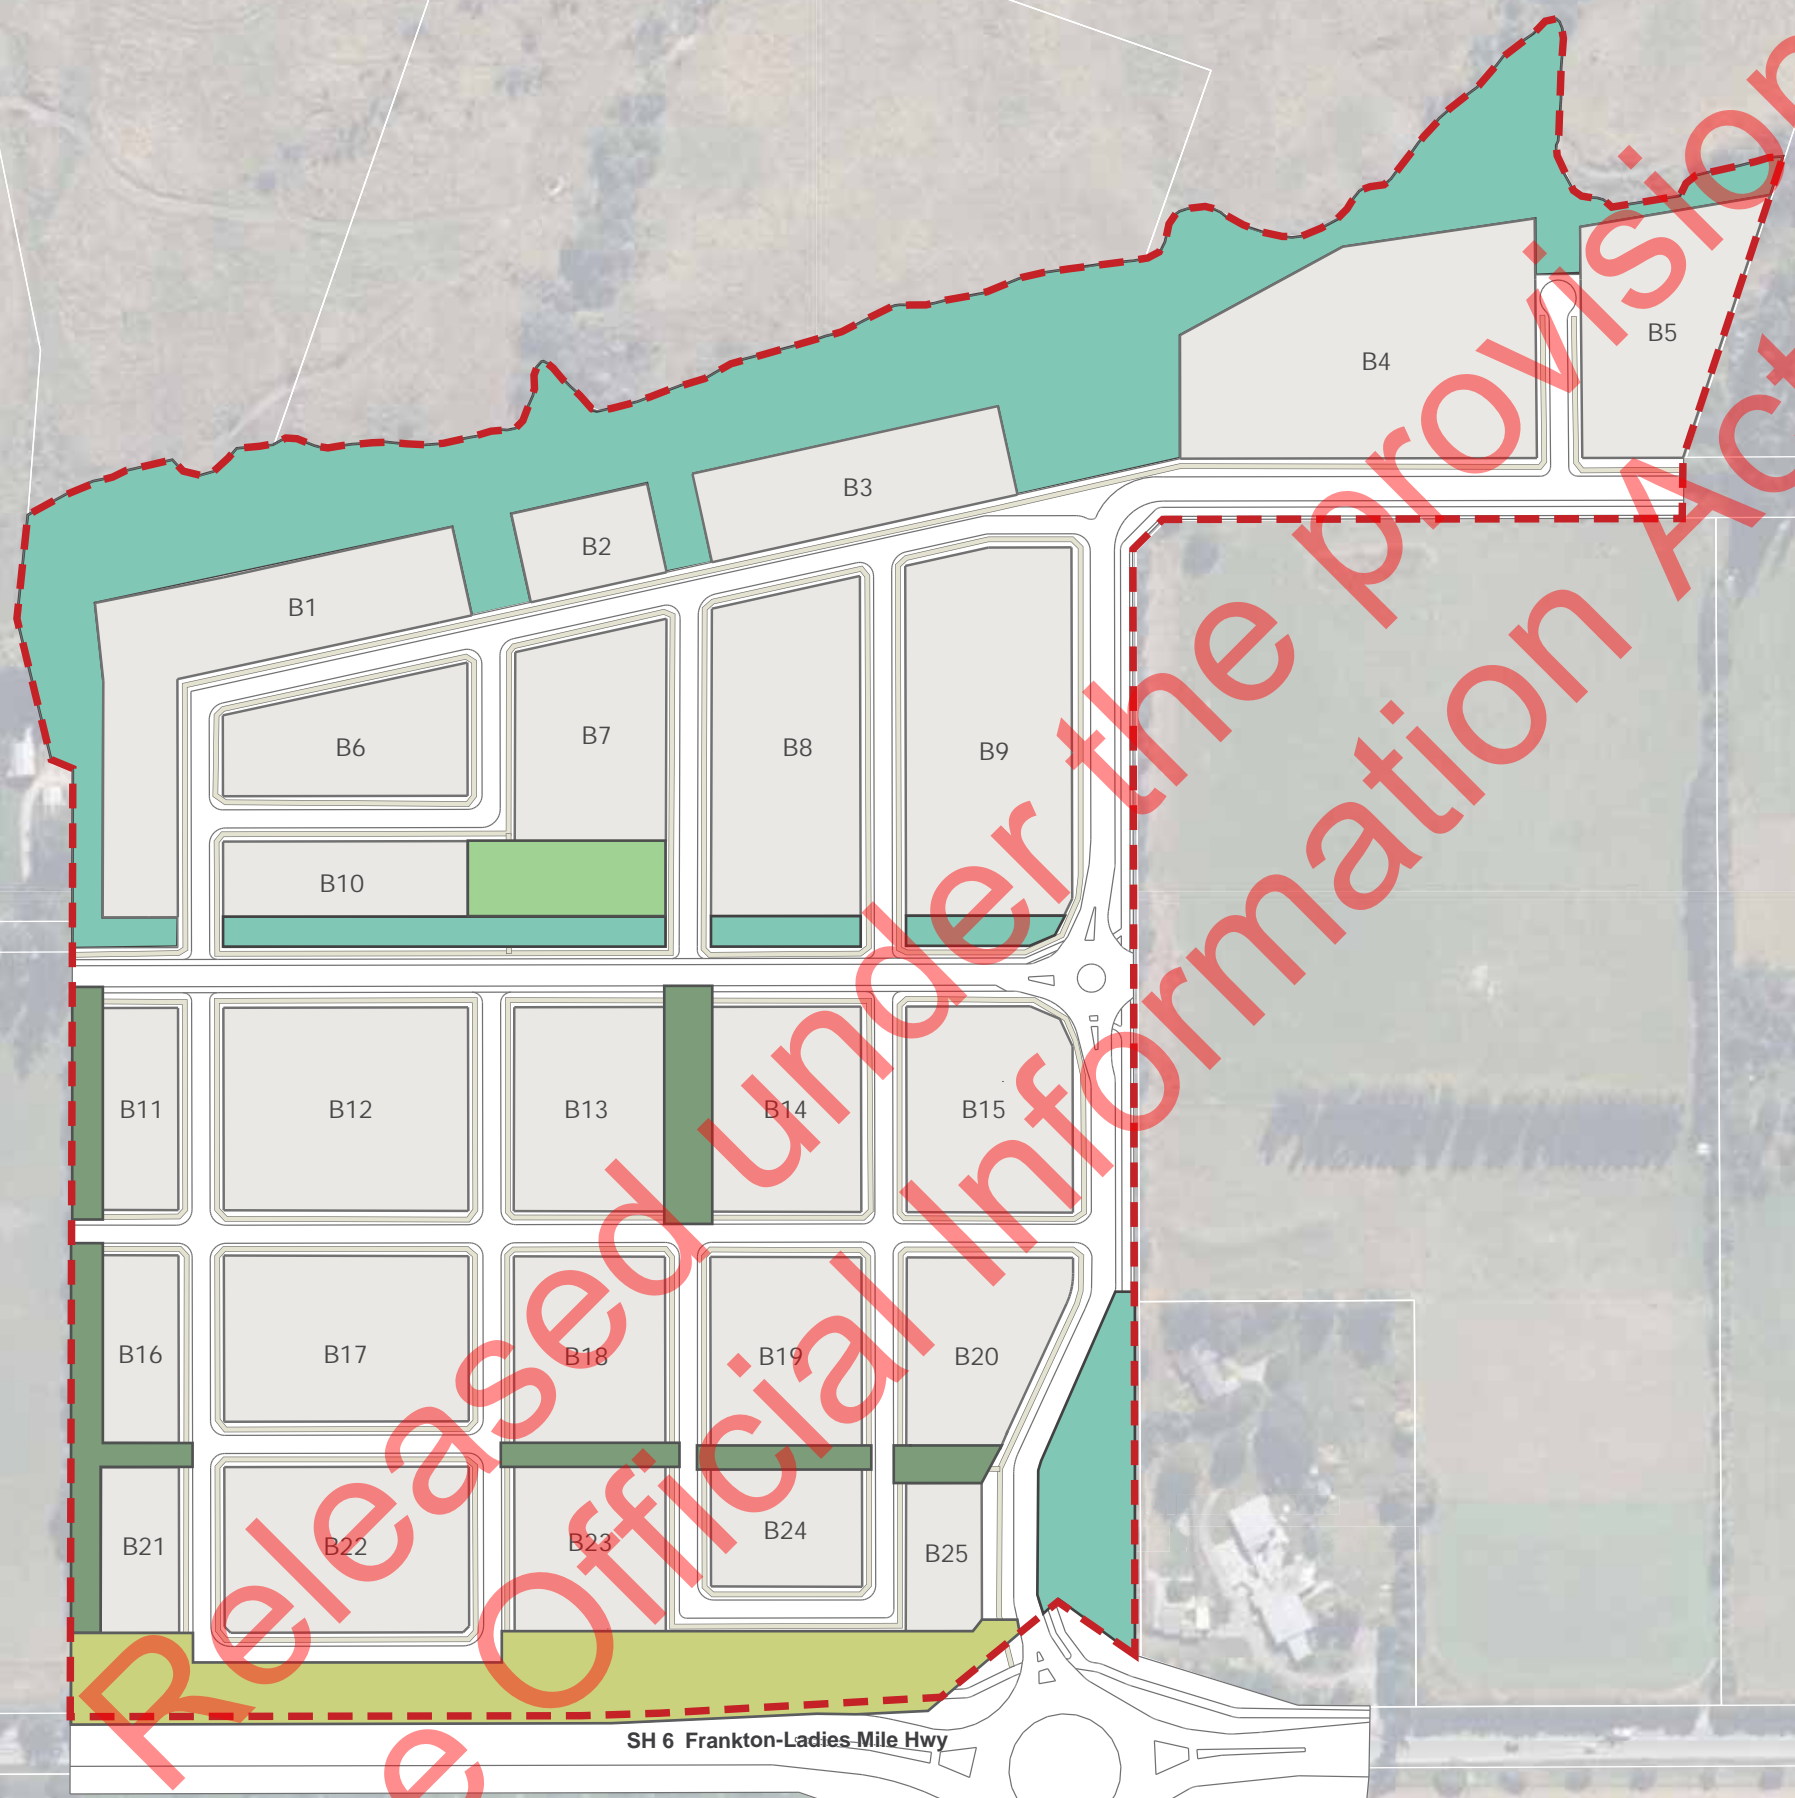 B5
B4
B3
B2
B1
B6
B7
B8
B9
B10
B11
B12
B13
B14
B15
B16
B17
B18
B19
B20
B21
B22
B23
B24
B25
SH 6 Frankton-Ladies Mile Hwy
Released under the provision
e Official Information Act